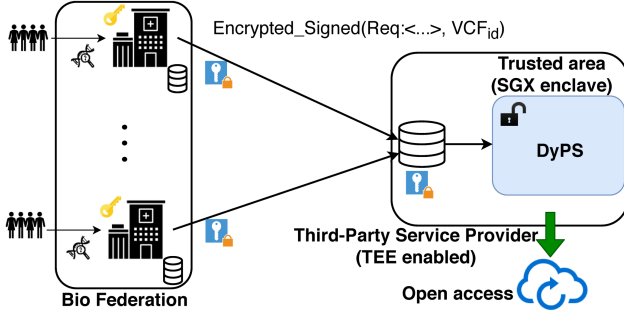 Encrypted_Signed(Req:<...>, VCF_id)
Trusted area
(SGX enclave)
DyPS
Third-Party Service Provider
(TEE enabled)
Bio Federation
Open access